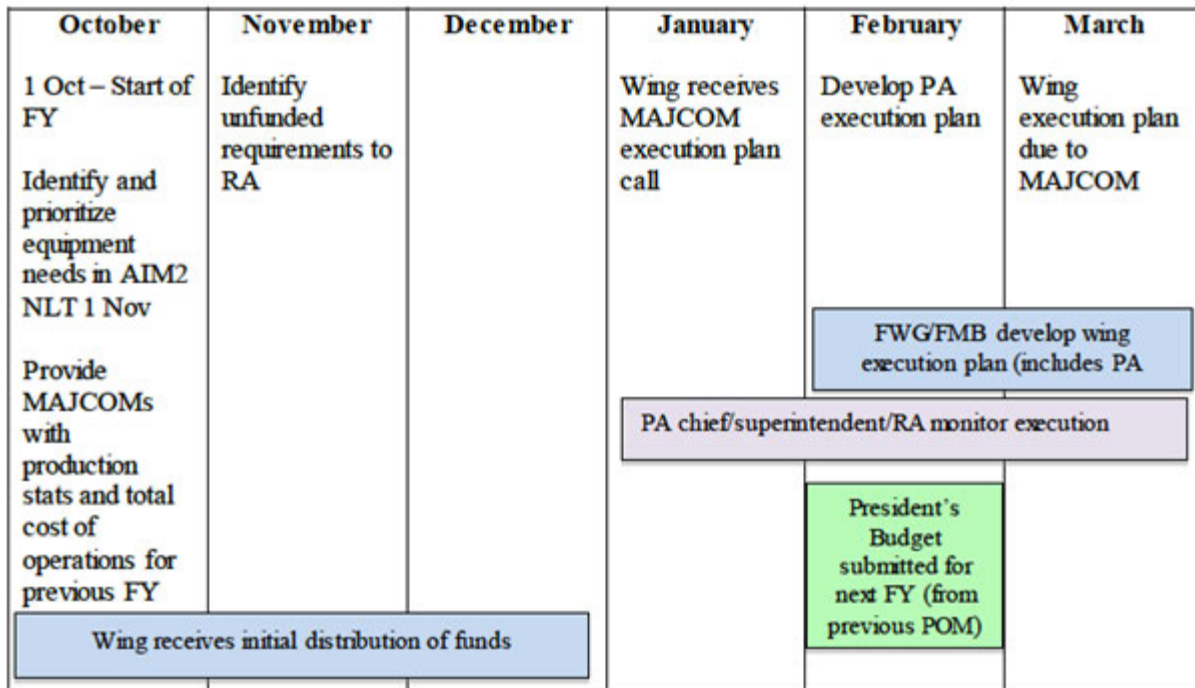 October
November
December
January
February
March
1 Oct – Start of
FY
Identify and
prioritize
equipment
needs in AIM2
NLT 1 Nov
Provide
MAJCOMs
with
production
stats and total
cost of
operations for
previous FY
Identify
unfunded
requirements to
RA
Wing receives
MAJCOM
execution plan
call
Develop PA
execution plan
Wing
execution plan
due to
MAJCOM
FWG/FMB develop wing
execution plan (includes PA
PA chief/superintendent/RA monitor execution
President's
Budget
submitted for
next FY (from
previous POM)
Wing receives initial distribution of funds